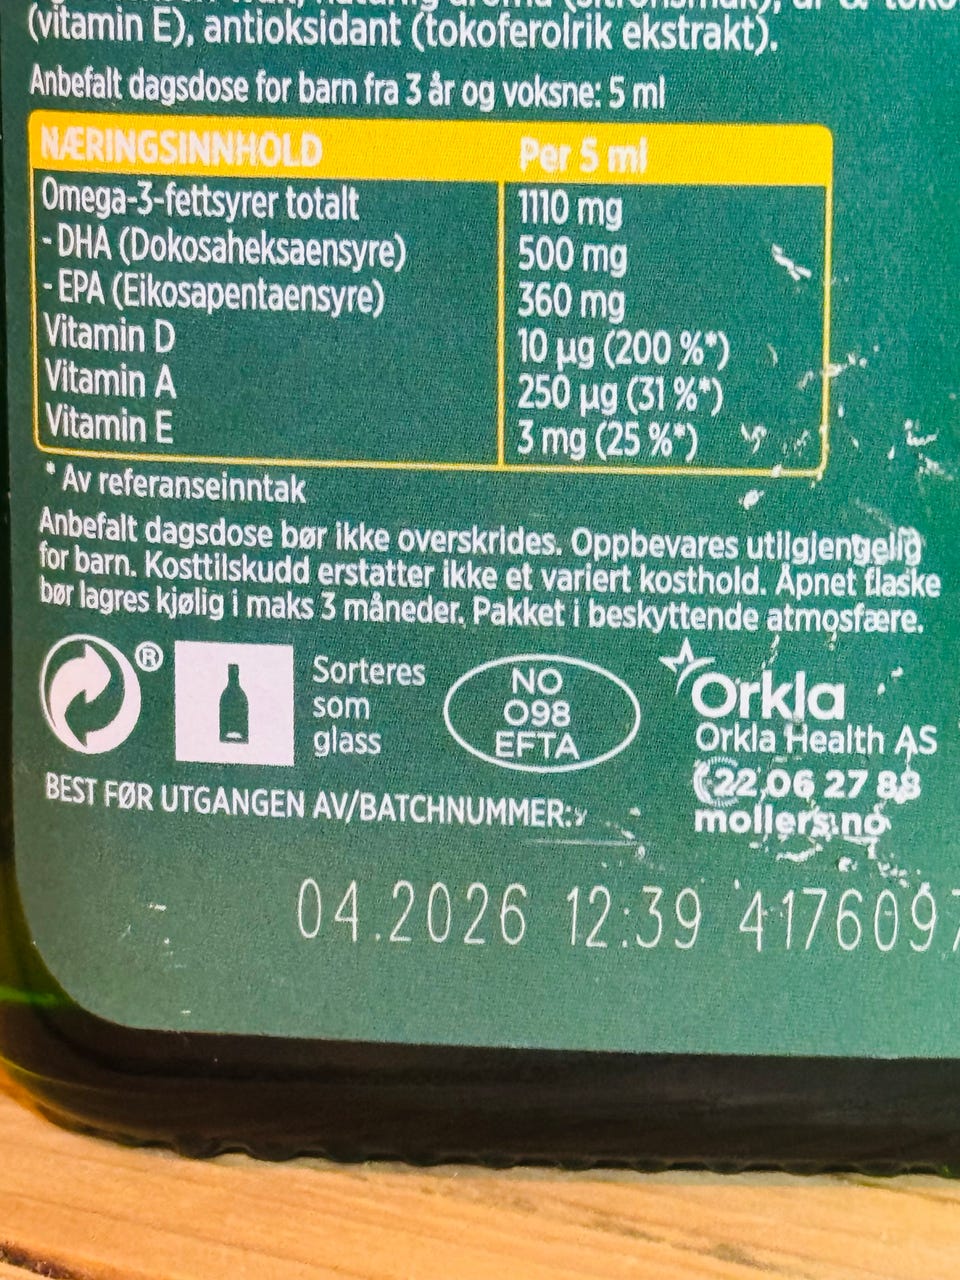 (vitamin E), antioksidant (tokoferolrik ekstrakt).
Anbefalt dagsdose for barn fra 3 år og voksne: 5 ml
NÆRINGSINNHOLD Per 5 ml
Omega-3-fettsyrer totalt 1110 mg
- DHA (Dokosaheksaensyre) 500 mg
- EPA (Eikosapentaensyre) 360 mg
Vitamin D 10 µg (200 %*)
Vitamin A 250 µg (31 %*)
Vitamin E 3 mg (25 %*)
* Av referanseinntak
Anbefalt dagsdose bør ikke overskrides. Oppbevares utilgjengelig
for barn. Kosttilskudd erstatter ikke et variert kosthold. Åpnet flaske
bør lagres kjølig i maks 3 måneder. Pakket i beskyttende atmosfære.
®
Sorteres
som
glass
NO
098
EFTA
Orkla
Orkla Health AS
22 06 27 88
mollers.no
BEST FØR UTGANGEN AV/BATCHNUMMER:
04.2026 12:39 4176097